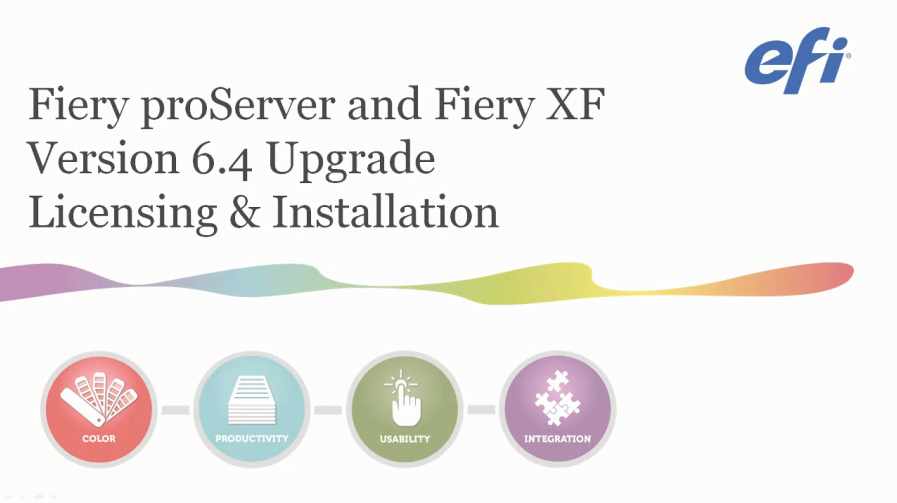 efi®
Fiery proServer and Fiery XF
Version 6.4 Upgrade
Licensing & Installation
COLOR
PRODUCTIVITY
USABILITY
INTEGRATION